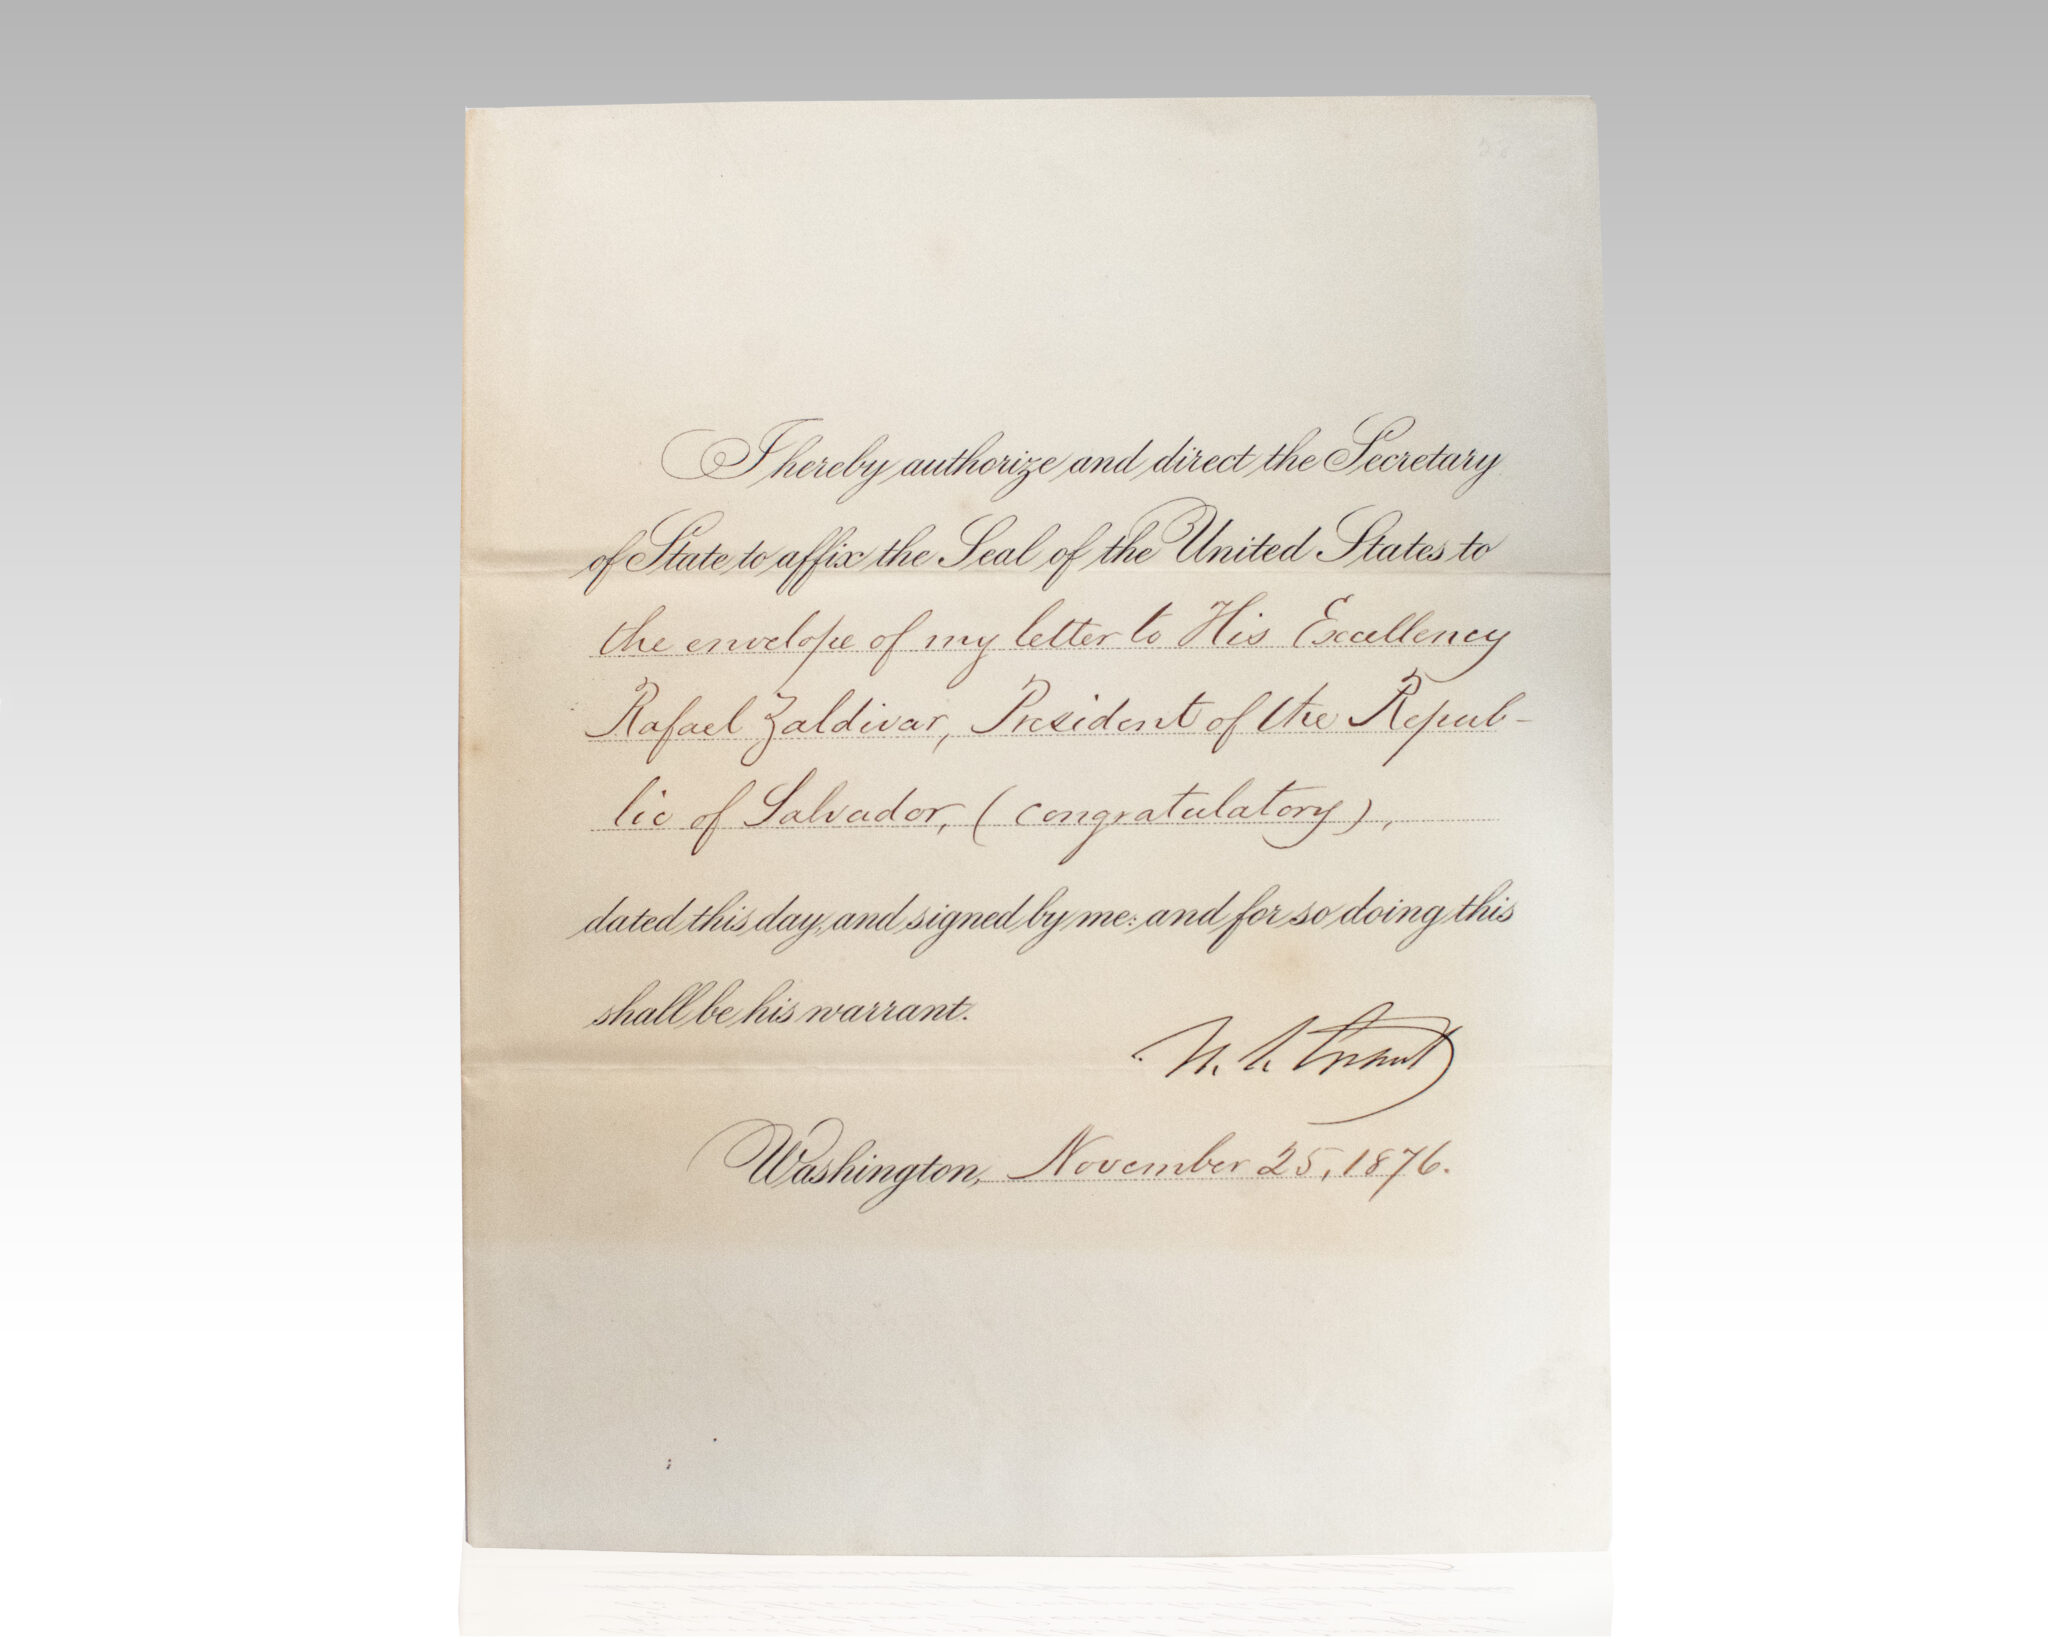 I hereby authorize and direct the Secretary
of State to affix the Seal of the United States to
the envelope of my letter to His Excellency
Rafael Zaldivar, President of the Repub-
lic of Salvador, (congratulatory),
dated this day, and signed by me: and for so doing this
shall be his warrant.
U. S. Grant
Washington, November 25, 1876.